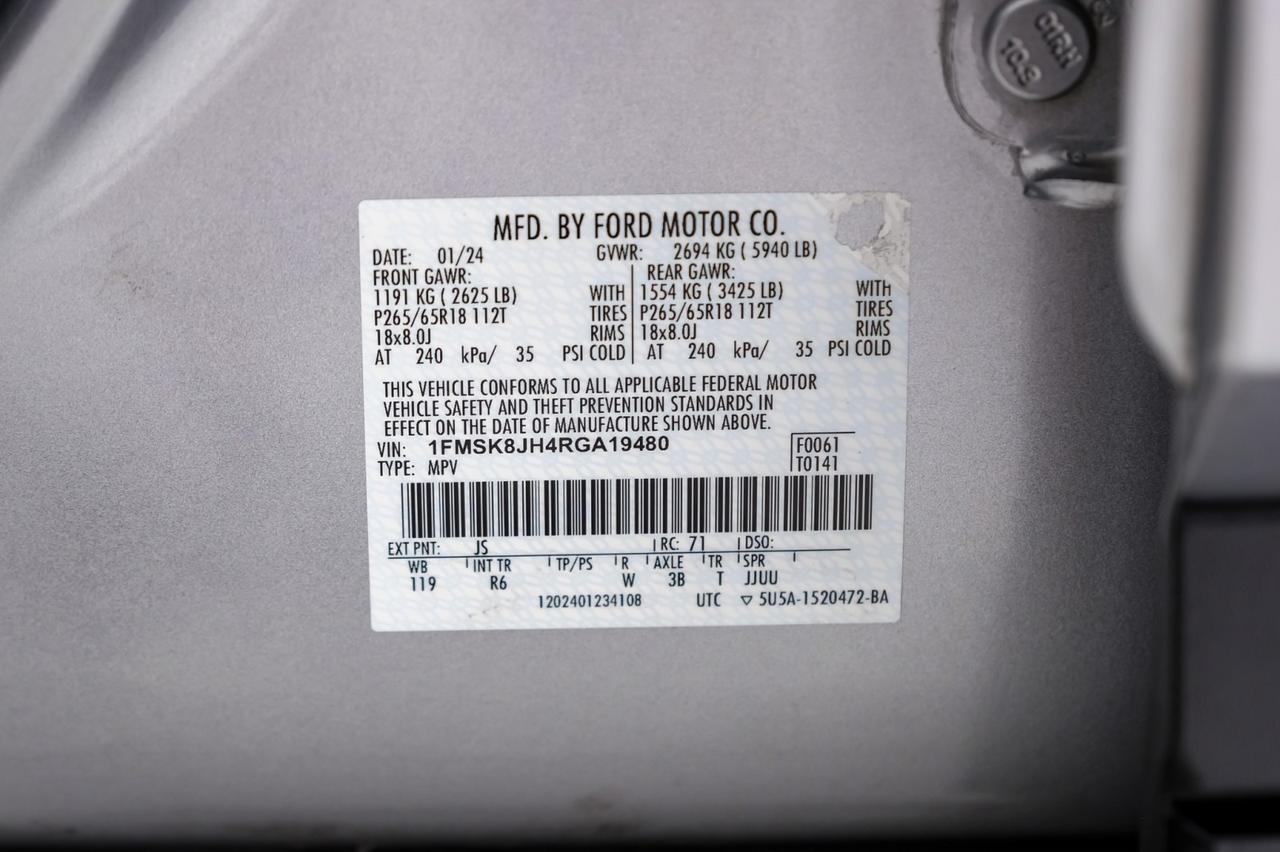 01RH
10.9
MFD. BY FORD MOTOR CO.
DATE: 01/24 GVWR: 2694 KG ( 5940 LB)
FRONT GAWR: REAR GAWR:
1191 KG ( 2625 LB) WITH 1554 KG ( 3425 LB) WITH
P265/65R18 112T TIRES P265/65R18 112T TIRES
18x8.0J RIMS 18x8.0J RIMS
AT 240 kPa/ 35 PSI COLD AT 240 kPa/ 35 PSI COLD
THIS VEHICLE CONFORMS TO ALL APPLICABLE FEDERAL MOTOR
VEHICLE SAFETY AND THEFT PREVENTION STANDARDS IN
EFFECT ON THE DATE OF MANUFACTURE SHOWN ABOVE.
VIN: 1FMSK8JH4RGA19480 F0061
TYPE: MPV T0141
EXT PNT: JS RC: 71 DSO:
WB INT TR TP/PS R AXLE TR SPR
119 R6 W 3B T JJUU
1202401234108 UTC ▽ 5U5A-1520472-BA